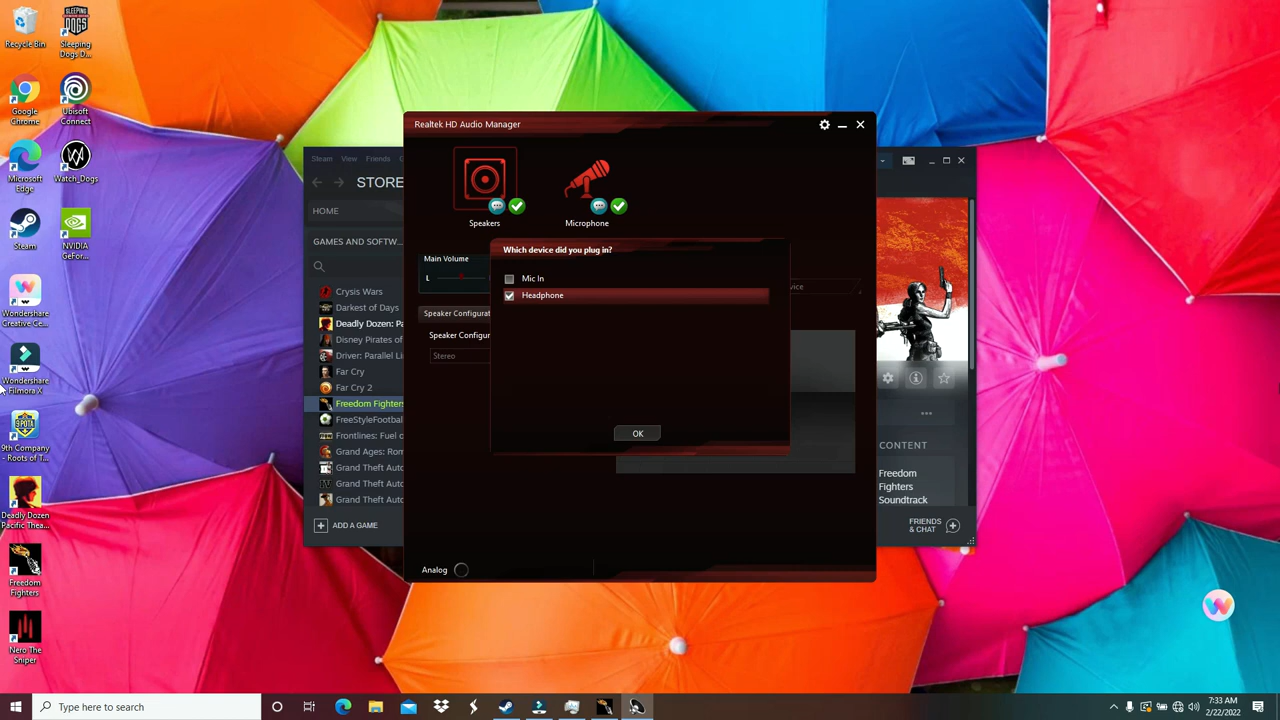 Recycle Bin
Sleeping
Dogs D...
Google
Chrome
Ubisoft
Connect
Microsoft
Edge
Watch_Dogs
Steam
NVIDIA
GeFor...
Wondershare
Creative Ce...
Wondershare
Filmora X
9th Company
- Roots of T...
Deadly Dozen
Pacific Thea...
Freedom
Fighters
Nero The
Sniper
Realtek HD Audio Manager
Speakers
Microphone
Main Volume
L
Speaker Configurat
Speaker Configur
Stereo
Which device did you plug in?
Mic In
Headphone
OK
vice
Analog
Steam View Friends
STORE
HOME
GAMES AND SOFTW...
Crysis Wars
Darkest of Days
Deadly Dozen: Pa
Disney Pirates of
Driver: Parallel Li
Far Cry
Far Cry 2
Freedom Fighters
FreeStyleFootbal
Frontlines: Fuel o
Grand Ages: Rom
Grand Theft Auto
Grand Theft Auto
Grand Theft Auto
ADD A GAME
CONTENT
Freedom
Fighters
Soundtrack
FRIENDS
& CHAT
Type here to search
7:33 AM
2/22/2022